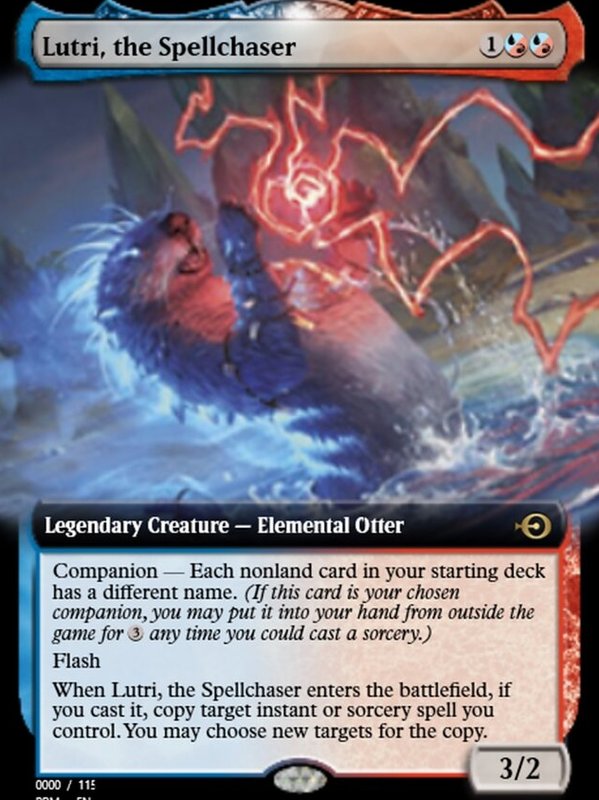 Lutri, the Spellchaser 1
Legendary Creature — Elemental Otter
Companion — Each nonland card in your starting deck
has a different name. (If this card is your chosen
companion, you may put it into your hand from outside the
game for 3 any time you could cast a sorcery.)
Flash
When Lutri, the Spellchaser enters the battlefield, if
you cast it, copy target instant or sorcery spell you
control. You may choose new targets for the copy.
3/2
0000 / 115